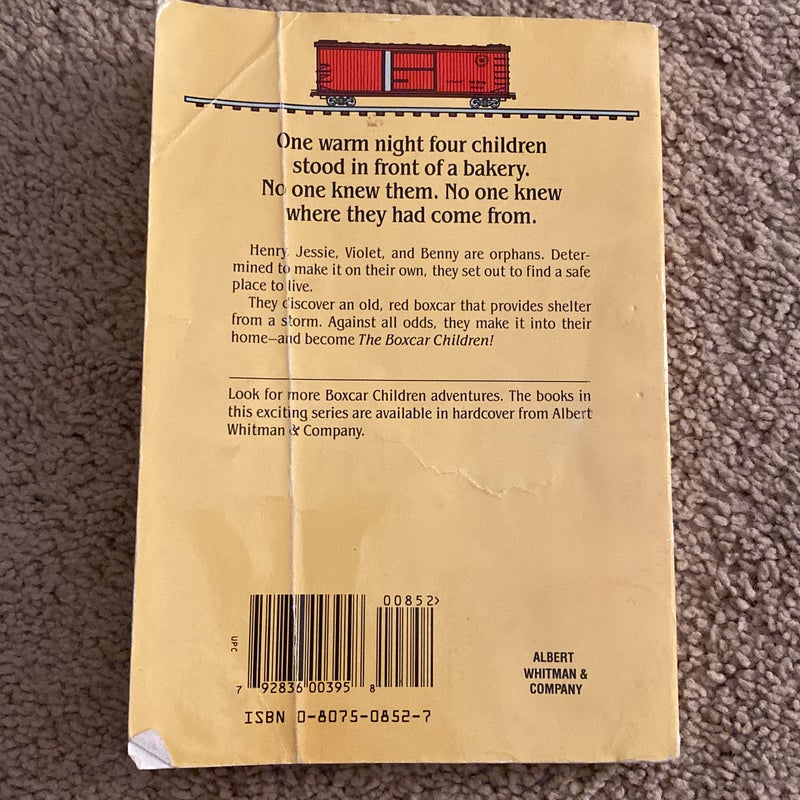 One warm night four children
stood in front of a bakery.
No one knew them. No one knew
where they had come from.
Henry, Jessie, Violet, and Benny are orphans. Deter-
mined to make it on their own, they set out to find a safe
place to live.
They discover an old, red boxcar that provides shelter
from a storm. Against all odds, they make it into their
home—and become The Boxcar Children!
Look for more Boxcar Children adventures. The books in
this exciting series are available in hardcover from Albert
Whitman & Company.
00852>
UPC
7 92836 00395 8
ISBN 0-8075-0852-7
ALBERT
WHITMAN &
COMPANY